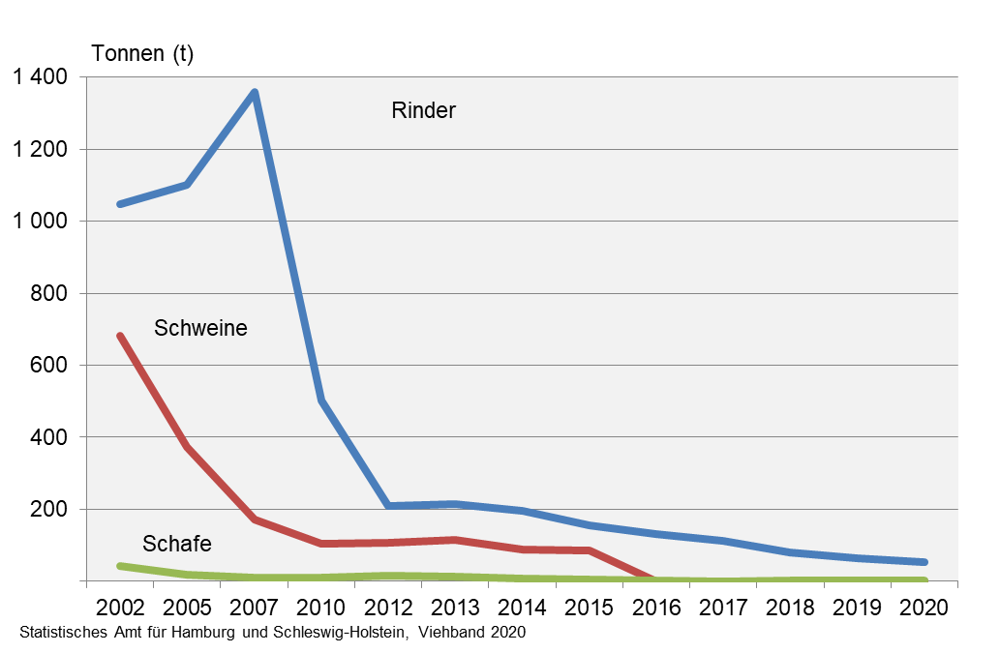 Tonnen (t)
1 400
Rinder
1 200
1 000
800
Schweine
600
400
200
Schafe
2002 2005 2007 2010 2012 2013 2014 2015 2016 2017 2018 2019 2020
Statistisches Amt für Hamburg und Schleswig-Holstein, Viehband 2020